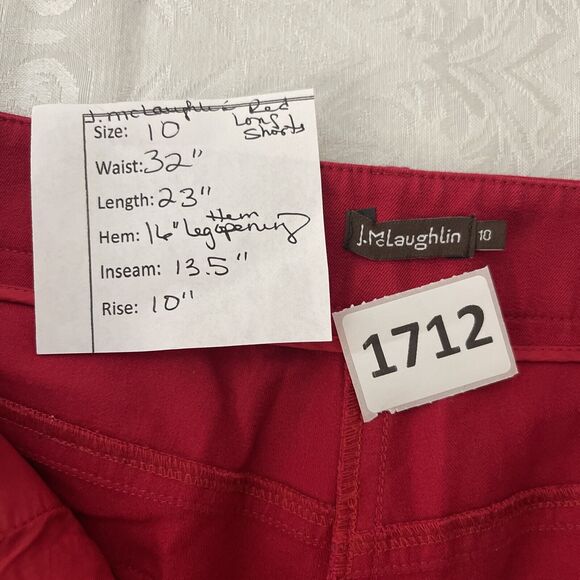 J. McLaughlin Red
Long
Shorts
Size: 10
Waist: 32"
Length: 23"
Hem
Hem: 16" leg opening
Inseam: 13.5"
Rise: 10"
J.McLaughlin 10
1712